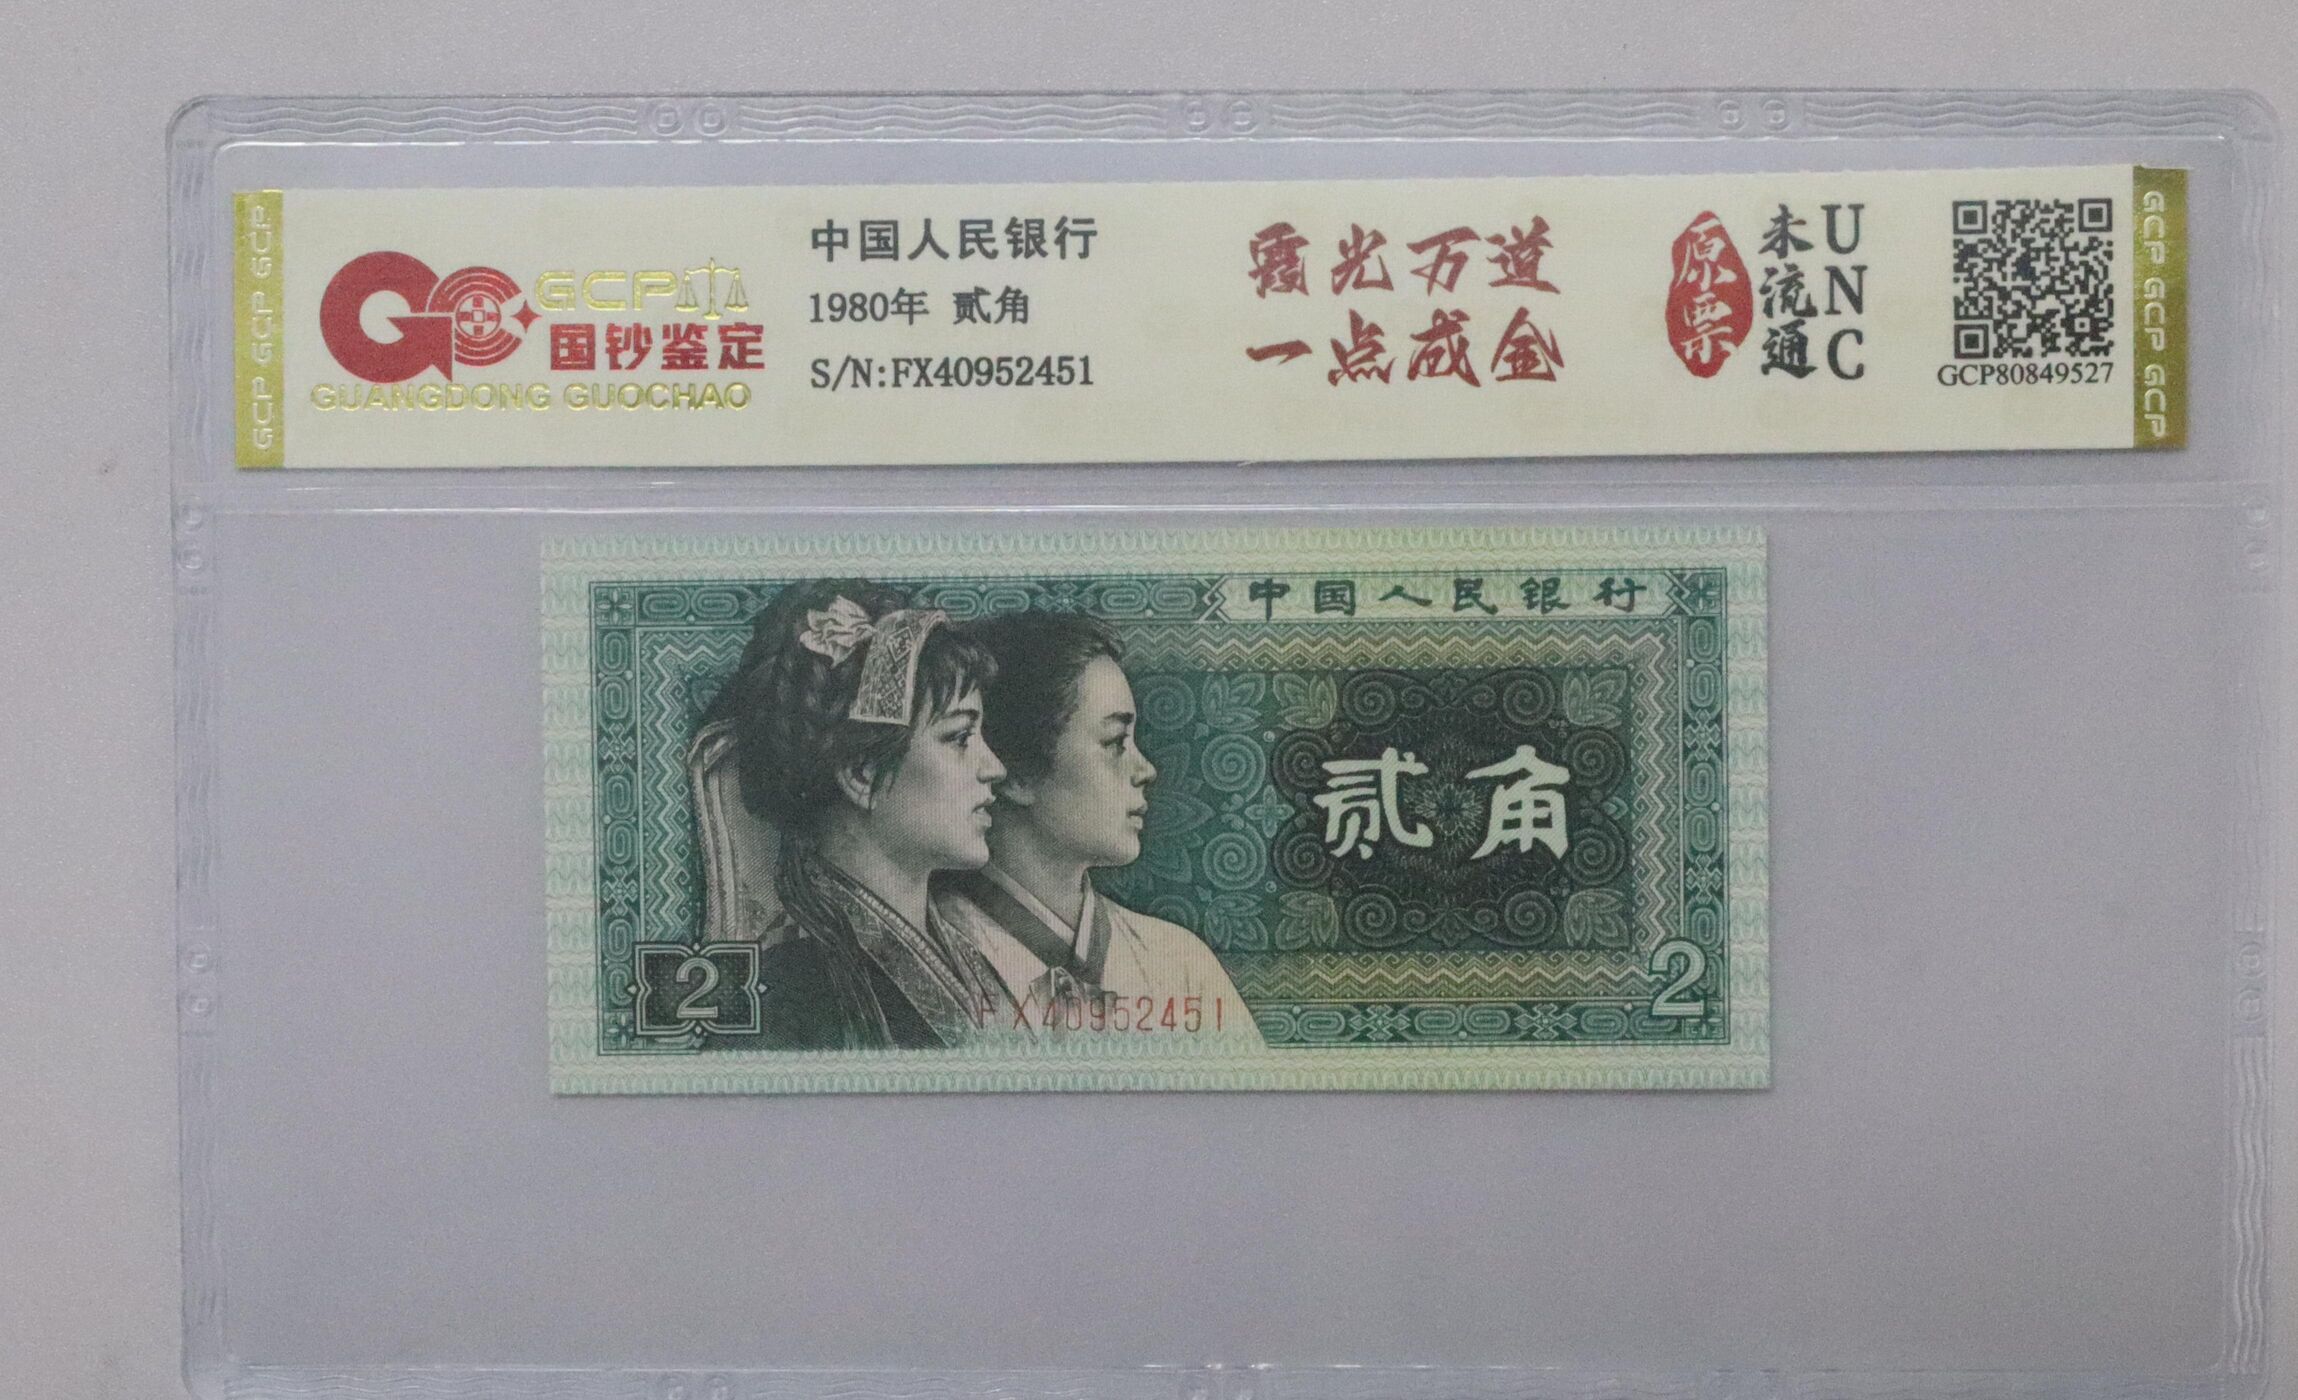 GCP
国钞鉴定
GUANGDONG GUOCHAO
中国人民银行
1980年 贰角
S/N:FX40952451
霞光万道
一点成金
原票
未流通
UNC
GCP80849527
GCP GCP GCP
GCP GCP GCP
中国人民银行
贰角
2
FX40952451
2